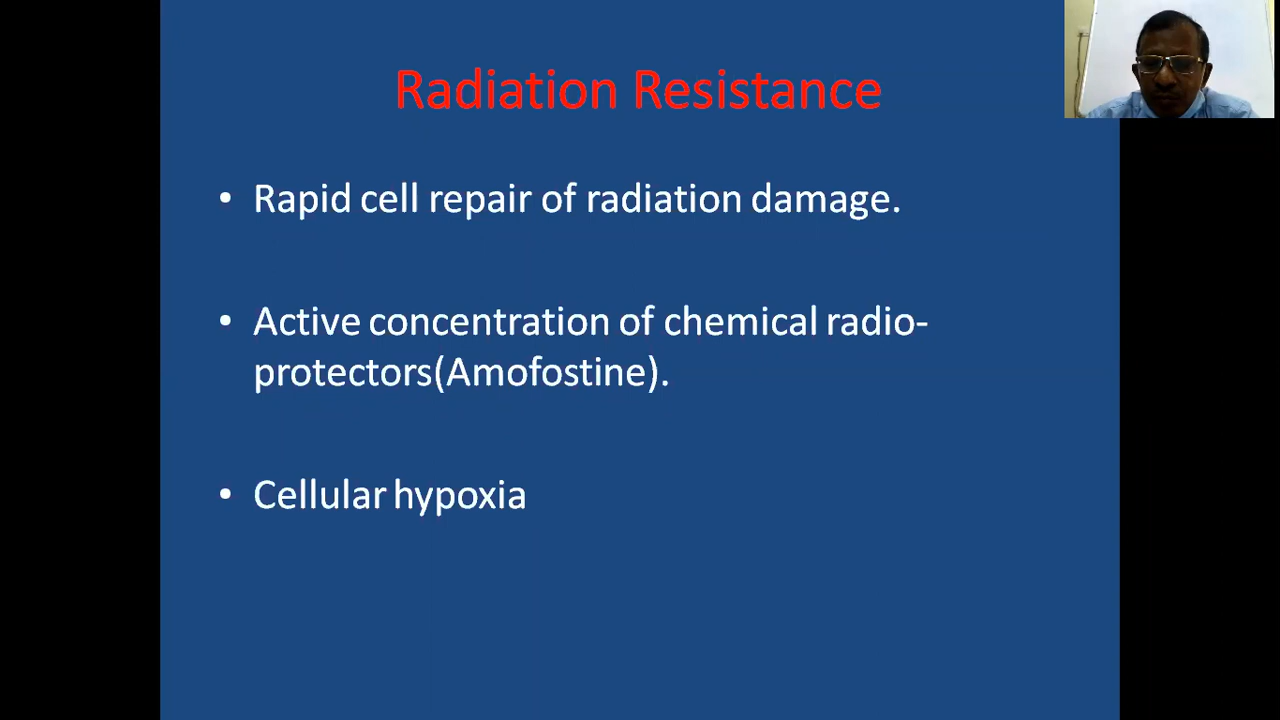 Radiation Resistance
• Rapid cell repair of radiation damage.
• Active concentration of chemical radio-
protectors(Amofostine).
• Cellular hypoxia